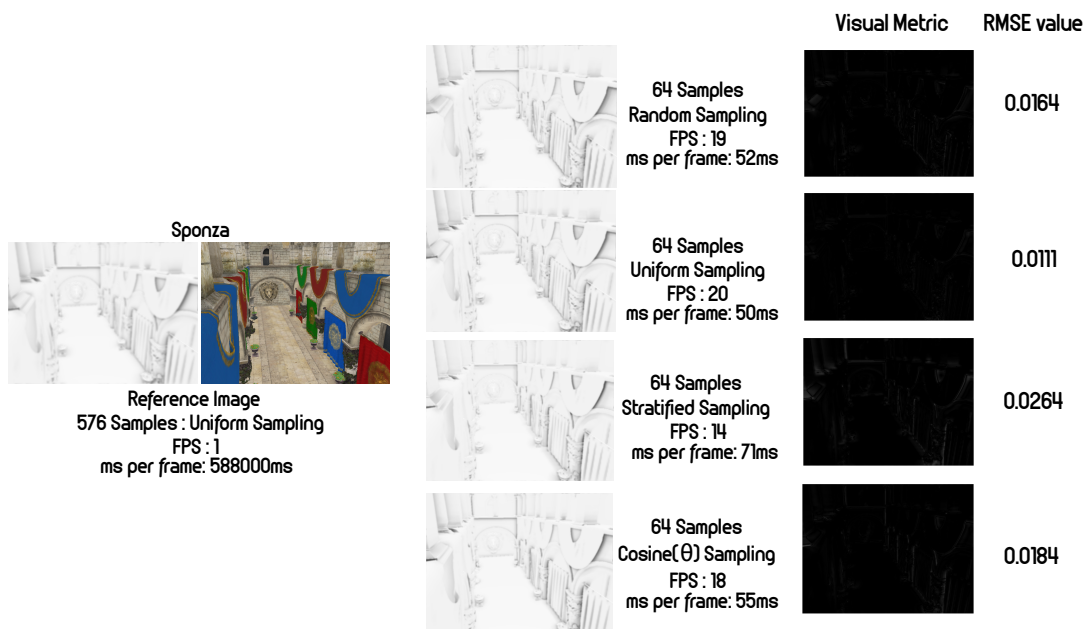 Visual Metric
RMSE value
64 Samples
Random Sampling
FPS : 19
ms per frame: 52ms
0.0164
64 Samples
Uniform Sampling
FPS : 20
ms per frame: 50ms
0.0111
Sponza
Reference Image
576 Samples : Uniform Sampling
FPS : 1
ms per frame: 588000ms
64 Samples
Stratified Sampling
FPS : 14
ms per frame: 71ms
0.0264
64 Samples
Cosine(θ) Sampling
FPS : 18
ms per frame: 55ms
0.0184